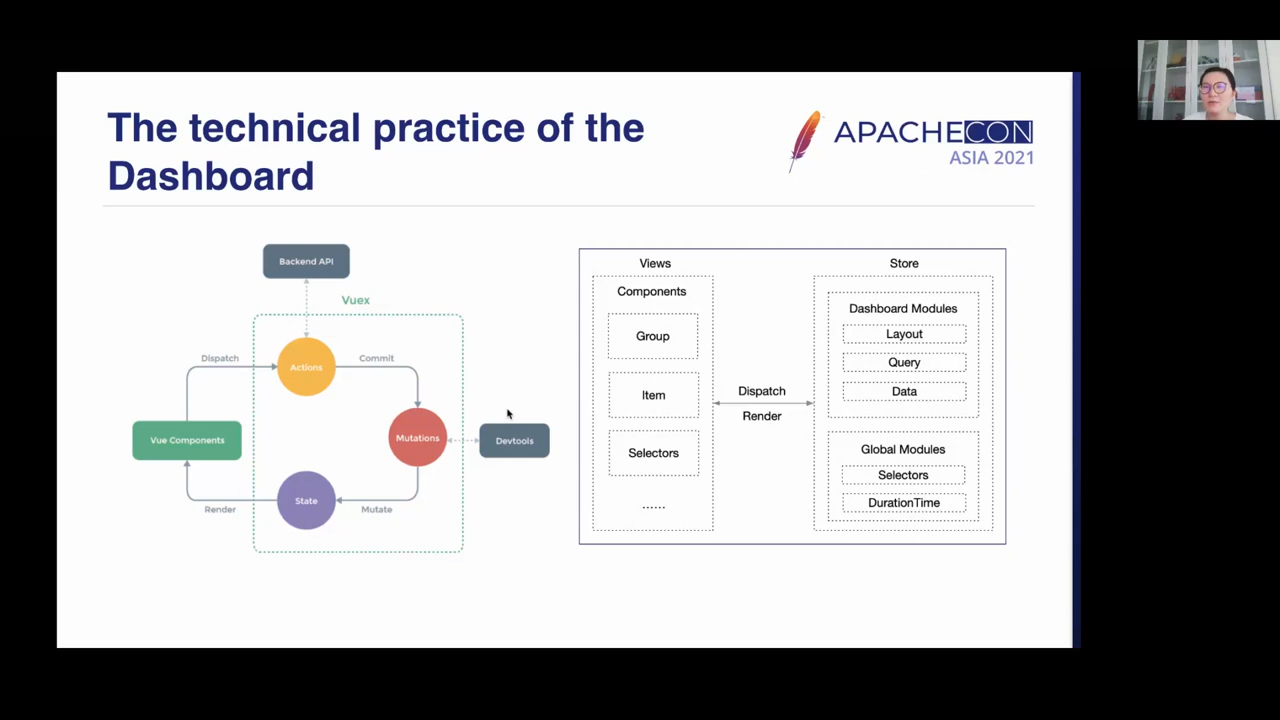 The technical practice of the
Dashboard
APACHECON
ASIA 2021
Backend API
Vuex
Dispatch
Actions
Commit
Vue Components
Mutations
Devtools
State
Render
Mutate
Views
Components
Group
Item
Selectors
......
Dispatch
Render
Store
Dashboard Modules
Layout
Query
Data
Global Modules
Selectors
DurationTime